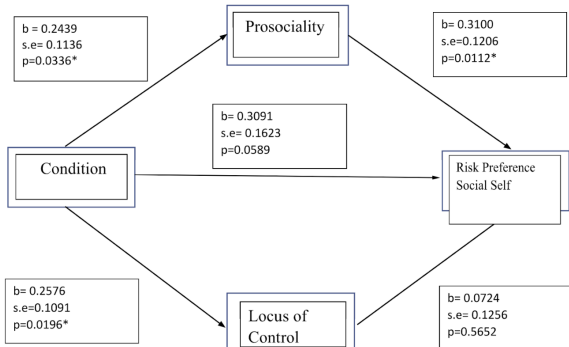 b = 0.2439
s.e= 0.1136
p=0.0336*
Prosociality
b= 0.3100
s.e=0.1206
p=0.0112*
b= 0.3091
s.e= 0.1623
p=0.0589
Condition
Risk Preference
Social Self
b= 0.2576
s.e=0.1091
p=0.0196*
Locus of
Control
b= 0.0724
s.e= 0.1256
p=0.5652